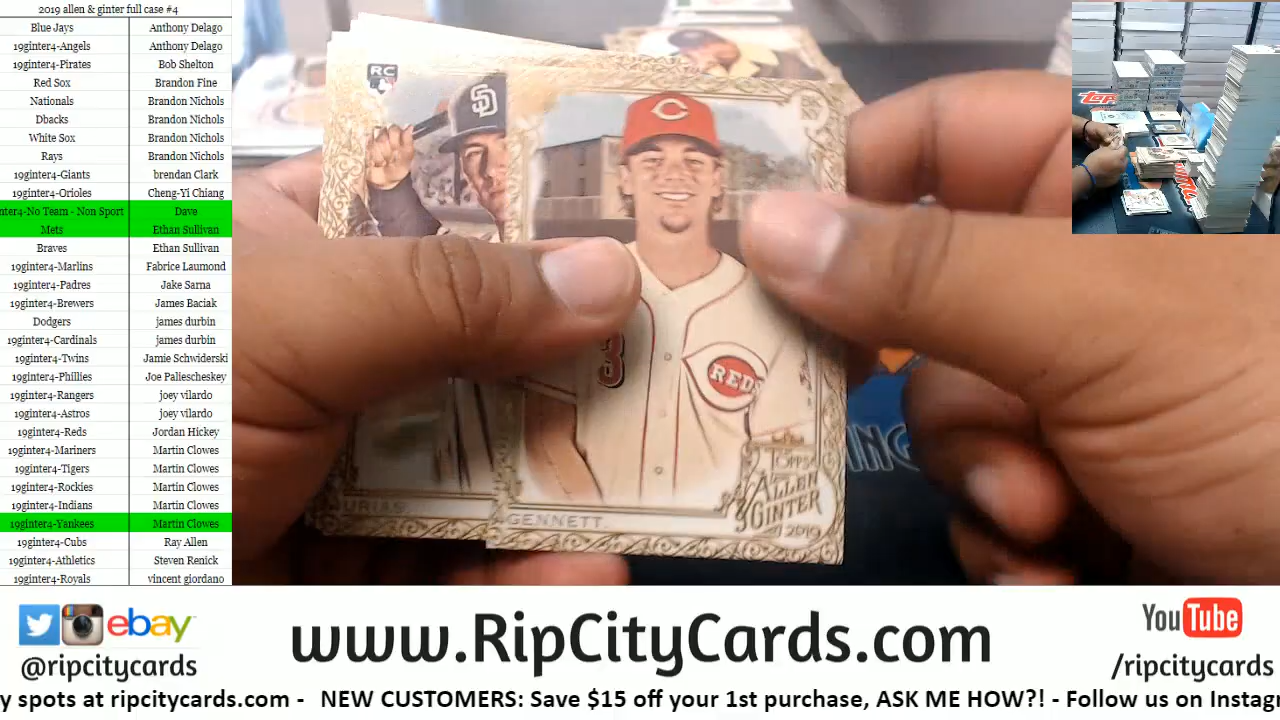 2019 allen & ginter full case #4
Blue Jays Anthony Delago
19ginter4-Angels Anthony Delago
19ginter4-Pirates Bob Shelton
Red Sox Brandon Fine
Nationals Brandon Nichols
Dbacks Brandon Nichols
White Sox Brandon Nichols
Rays Brandon Nichols
19ginter4-Giants brendan Clark
19ginter4-Orioles Cheng-Yi Chiang
nter4-No Team - Non Sport Dave
Mets Ethan Sullivan
Braves Ethan Sullivan
19ginter4-Marlins Fabrice Laumond
19ginter4-Padres Jake Sarna
19ginter4-Brewers James Baciak
Dodgers james durbin
19ginter4-Cardinals james durbin
19ginter4-Twins Jamie Schwiderski
19ginter4-Phillies Joe Paliescheskey
19ginter4-Rangers joey vilardo
19ginter4-Astros joey vilardo
19ginter4-Reds Jordan Hickey
19ginter4-Mariners Martin Clowes
19ginter4-Tigers Martin Clowes
19ginter4-Rockies Martin Clowes
19ginter4-Indians Martin Clowes
19ginter4-Yankees Martin Clowes
19ginter4-Cubs Ray Allen
19ginter4-Athletics Steven Renick
19ginter4-Royals vincent giordano
RC
SD
C
3
REDS
URIAS
GENNETT
TOPPS
ALLEN
GINTER
2019
ING
TOPPS
ebay
@ripcitycards
www.RipCityCards.com
YouTube
/ripcitycards
y spots at ripcitycards.com - NEW CUSTOMERS: Save $15 off your 1st purchase, ASK ME HOW?! - Follow us on Instag